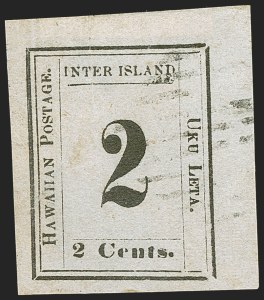 INTER ISLAND
HAWAIIAN POSTAGE.
2
UKU LETA.
2 Cents.